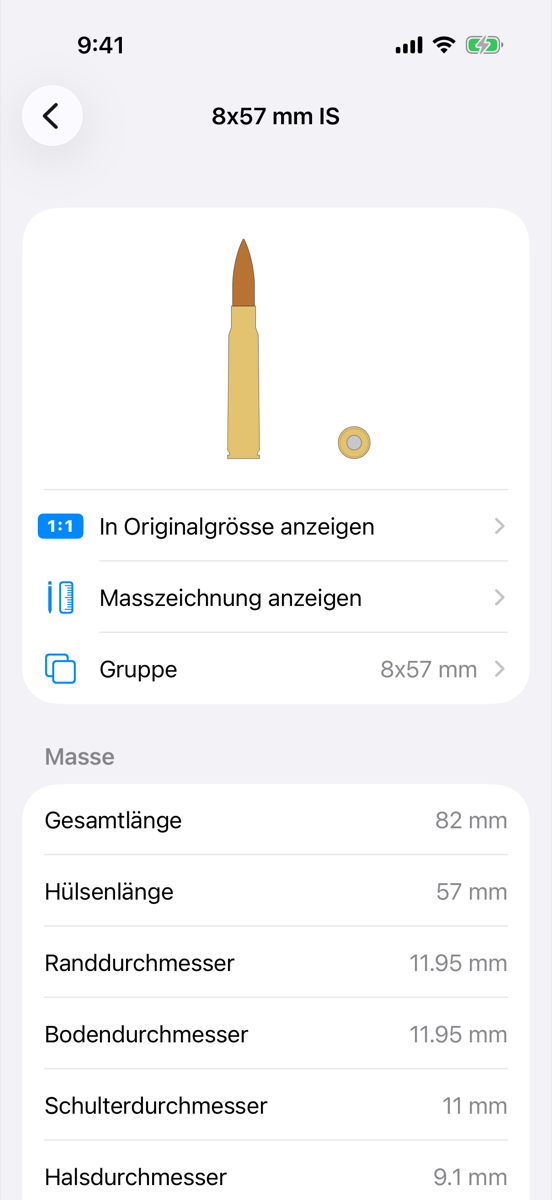 9:41
8x57 mm IS
1:1 In Originalgrösse anzeigen
Masszeichnung anzeigen
Gruppe 8x57 mm
Masse
Gesamtlänge 82 mm
Hülsenlänge 57 mm
Randdurchmesser 11.95 mm
Bodendurchmesser 11.95 mm
Schulterdurchmesser 11 mm
Halsdurchmesser 9.1 mm